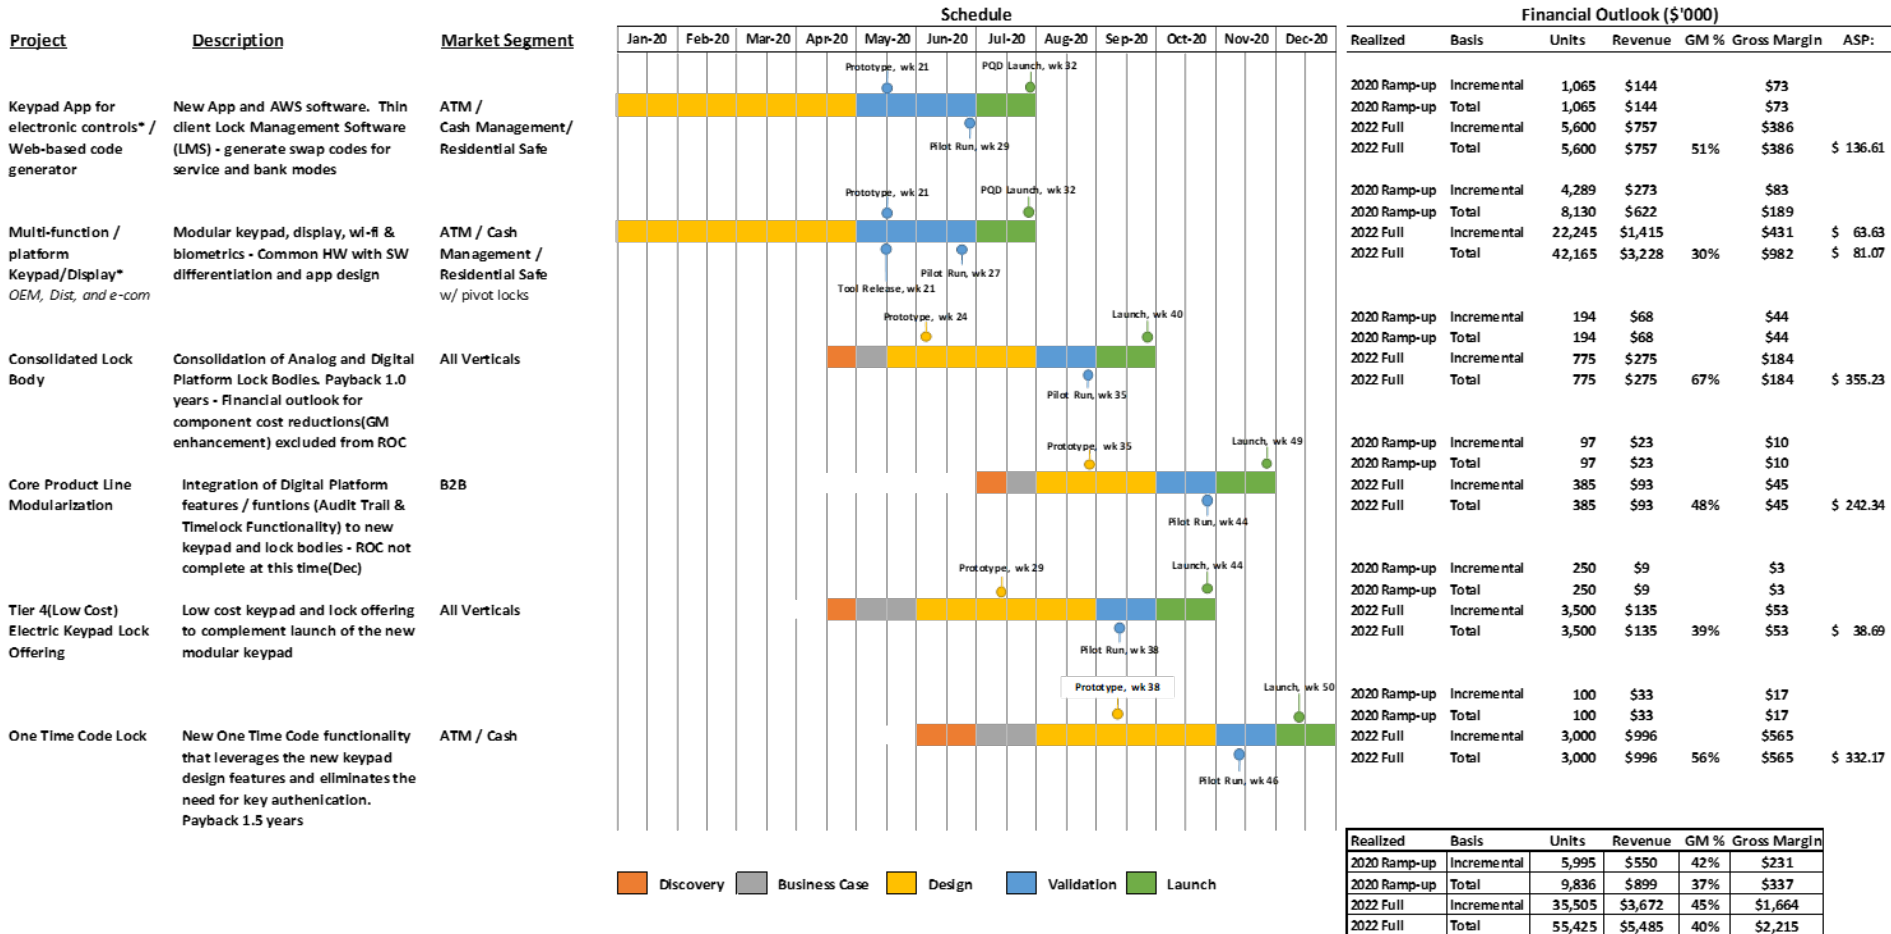 Schedule
Financial Outlook ($'000)
Project
Description
Market Segment
Jan-20 Feb-20 Mar-20 Apr-20 May-20 Jun-20 Jul-20 Aug-20 Sep-20 Oct-20 Nov-20 Dec-20
Realized Basis Units Revenue GM % Gross Margin ASP:
Keypad App for
electronic controls* /
Web-based code
generator
New App and AWS software. Thin
client Lock Management Software
(LMS) - generate swap codes for
service and bank modes
ATM /
Cash Management/
Residential Safe
Prototype, wk 21
PQD Launch, wk 32
Pilot Run, wk 29
2020 Ramp-up Incremental 1,065 $144 $73
2020 Ramp-up Total 1,065 $144 $73
2022 Full Incremental 5,600 $757 $386
2022 Full Total 5,600 $757 51% $386 $ 136.61
Multi-function /
platform
Keypad/Display*
OEM, Dist, and e-com
Modular keypad, display, wi-fi &
biometrics - Common HW with SW
differentiation and app design
ATM / Cash
Management /
Residential Safe
w/ pivot locks
Prototype, wk 21
PQD Launch, wk 32
Pilot Run, wk 27
Tool Release, wk 21
2020 Ramp-up Incremental 4,289 $273 $83
2020 Ramp-up Total 8,130 $622 $189
2022 Full Incremental 22,245 $1,415 $431 $ 63.63
2022 Full Total 42,165 $3,228 30% $982 $ 81.07
Consolidated Lock
Body
Consolidation of Analog and Digital
Platform Lock Bodies. Payback 1.0
years - Financial outlook for
component cost reductions(GM
enhancement) excluded from ROC
All Verticals
Prototype, wk 24
Launch, wk 40
Pilot Run, wk 35
2020 Ramp-up Incremental 194 $68 $44
2020 Ramp-up Total 194 $68 $44
2022 Full Incremental 775 $275 $184
2022 Full Total 775 $275 67% $184 $ 355.23
Core Product Line
Modularization
Integration of Digital Platform
features / funtions (Audit Trail &
Timelock Functionality) to new
keypad and lock bodies - ROC not
complete at this time(Dec)
B2B
Prototype, wk 35
Launch, wk 49
Pilot Run, wk 44
2020 Ramp-up Incremental 97 $23 $10
2020 Ramp-up Total 97 $23 $10
2022 Full Incremental 385 $93 $45
2022 Full Total 385 $93 48% $45 $ 242.34
Tier 4(Low Cost)
Electric Keypad Lock
Offering
Low cost keypad and lock offering
to complement launch of the new
modular keypad
All Verticals
Prototype, wk 29
Launch, wk 44
Pilot Run, wk 38
2020 Ramp-up Incremental 250 $9 $3
2020 Ramp-up Total 250 $9 $3
2022 Full Incremental 3,500 $135 $53
2022 Full Total 3,500 $135 39% $53 $ 38.69
One Time Code Lock
New One Time Code functionality
that leverages the new keypad
design features and eliminates the
need for key authenication.
Payback 1.5 years
ATM / Cash
Prototype, wk 38
Launch, wk 50
Pilot Run, wk 46
2020 Ramp-up Incremental 100 $33 $17
2020 Ramp-up Total 100 $33 $17
2022 Full Incremental 3,000 $996 $565
2022 Full Total 3,000 $996 56% $565 $ 332.17
Discovery Business Case Design Validation Launch
Realized Basis Units Revenue GM % Gross Margin
2020 Ramp-up Incremental 5,995 $550 42% $231
2020 Ramp-up Total 9,836 $899 37% $337
2022 Full Incremental 35,505 $3,672 45% $1,664
2022 Full Total 55,425 $5,485 40% $2,215